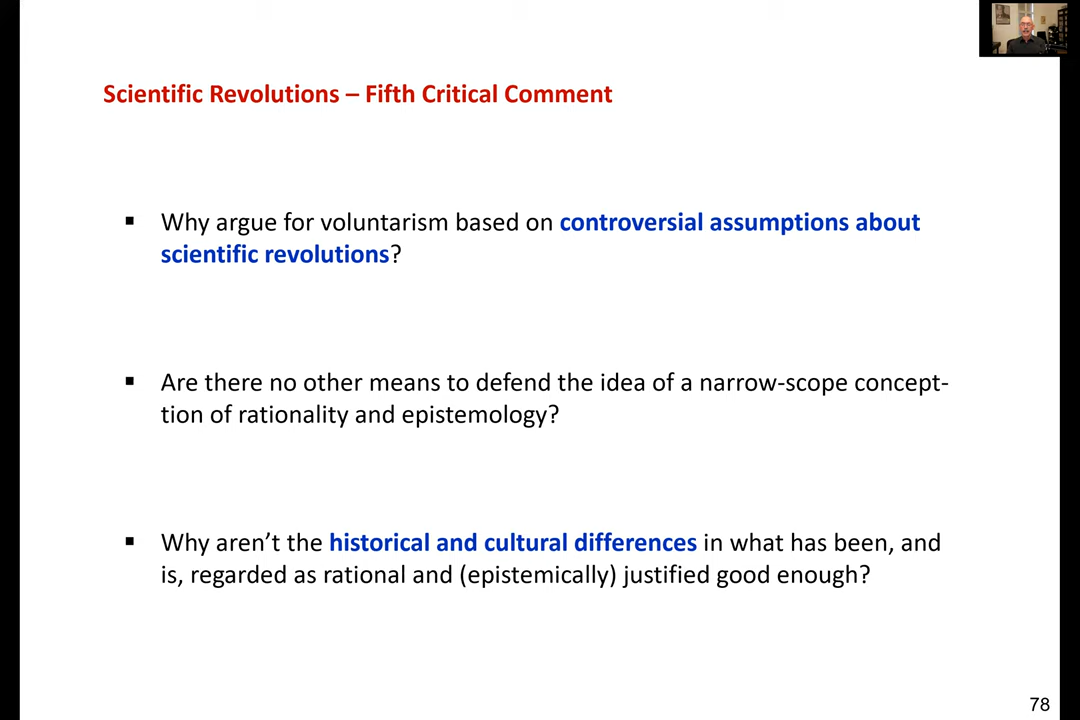 Scientific Revolutions – Fifth Critical Comment
▪ Why argue for voluntarism based on controversial assumptions about
scientific revolutions?
▪ Are there no other means to defend the idea of a narrow-scope concept-
tion of rationality and epistemology?
▪ Why aren’t the historical and cultural differences in what has been, and
is, regarded as rational and (epistemically) justified good enough?
78